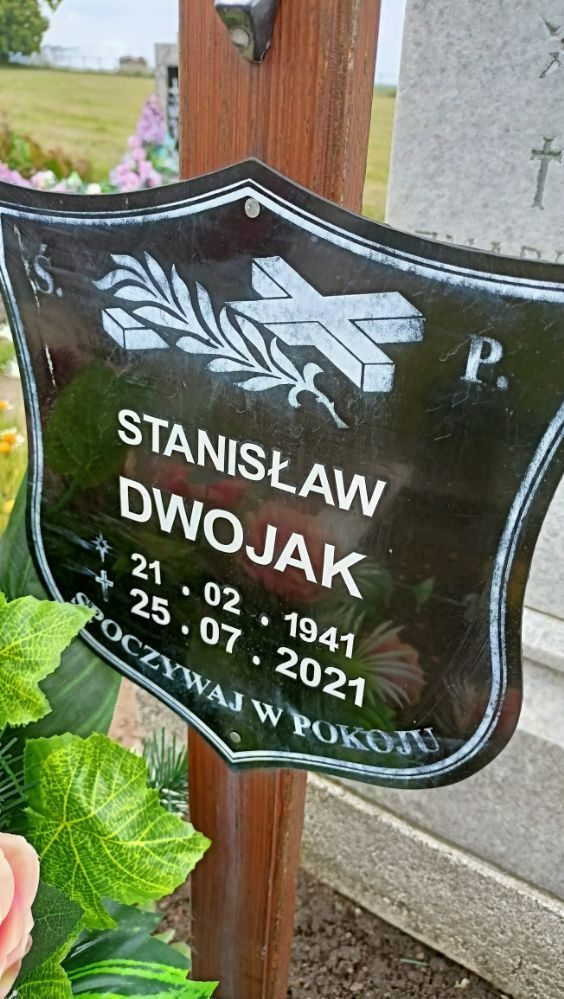 Ś. P.
STANISŁAW
DWOJAK
21 . 02 . 1941
25 . 07 . 2021
SPOCZYWAJ W POKOJU